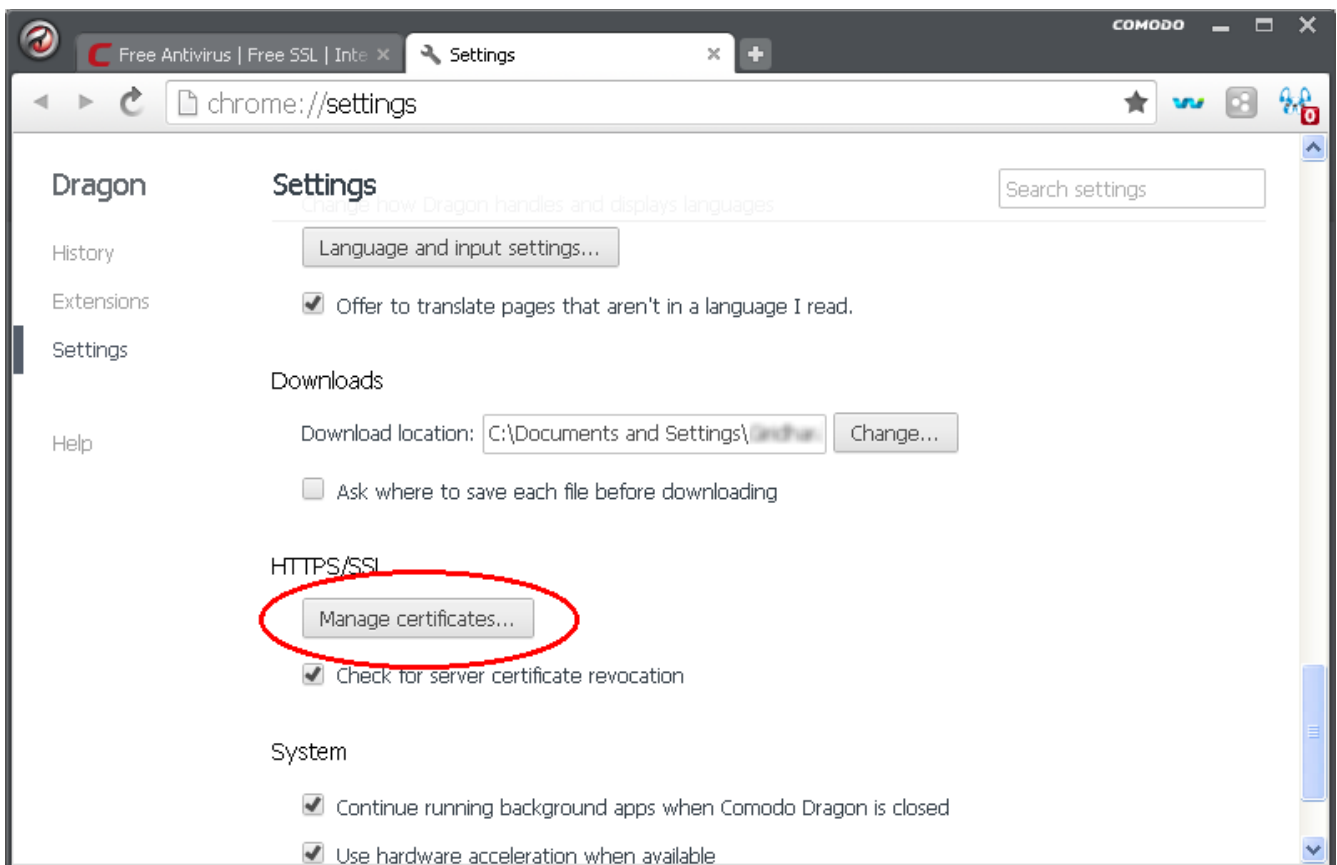 COMODO
Free Antivirus | Free SSL | Inte
Settings
chrome://settings
0
Dragon
Settings
Search settings
Change how Dragon handles and displays languages
History
Language and input settings...
Extensions
Offer to translate pages that aren't in a language I read.
Settings
Downloads
Help
Download location: C:\Documents and Settings\ Change...
Ask where to save each file before downloading
HTTPS/SSL
Manage certificates...
Check for server certificate revocation
System
Continue running background apps when Comodo Dragon is closed
Use hardware acceleration when available